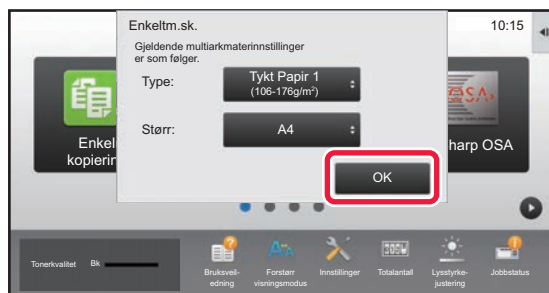 Enkeltm.sk.
10:15
Gjeldende multiarkmaterinnstillinger
er som følger.
Type:
Tykt Papir 1
(106-176g/m²)
Størr:
A4
OK
Enkel
kopierin
harp OSA
Tonerkvalitet
Bk
Bruksveil-
edning
Forstørr
visningsmodus
Innstillinger
Totalantall
Lysstyrke-
justering
Jobbstatus